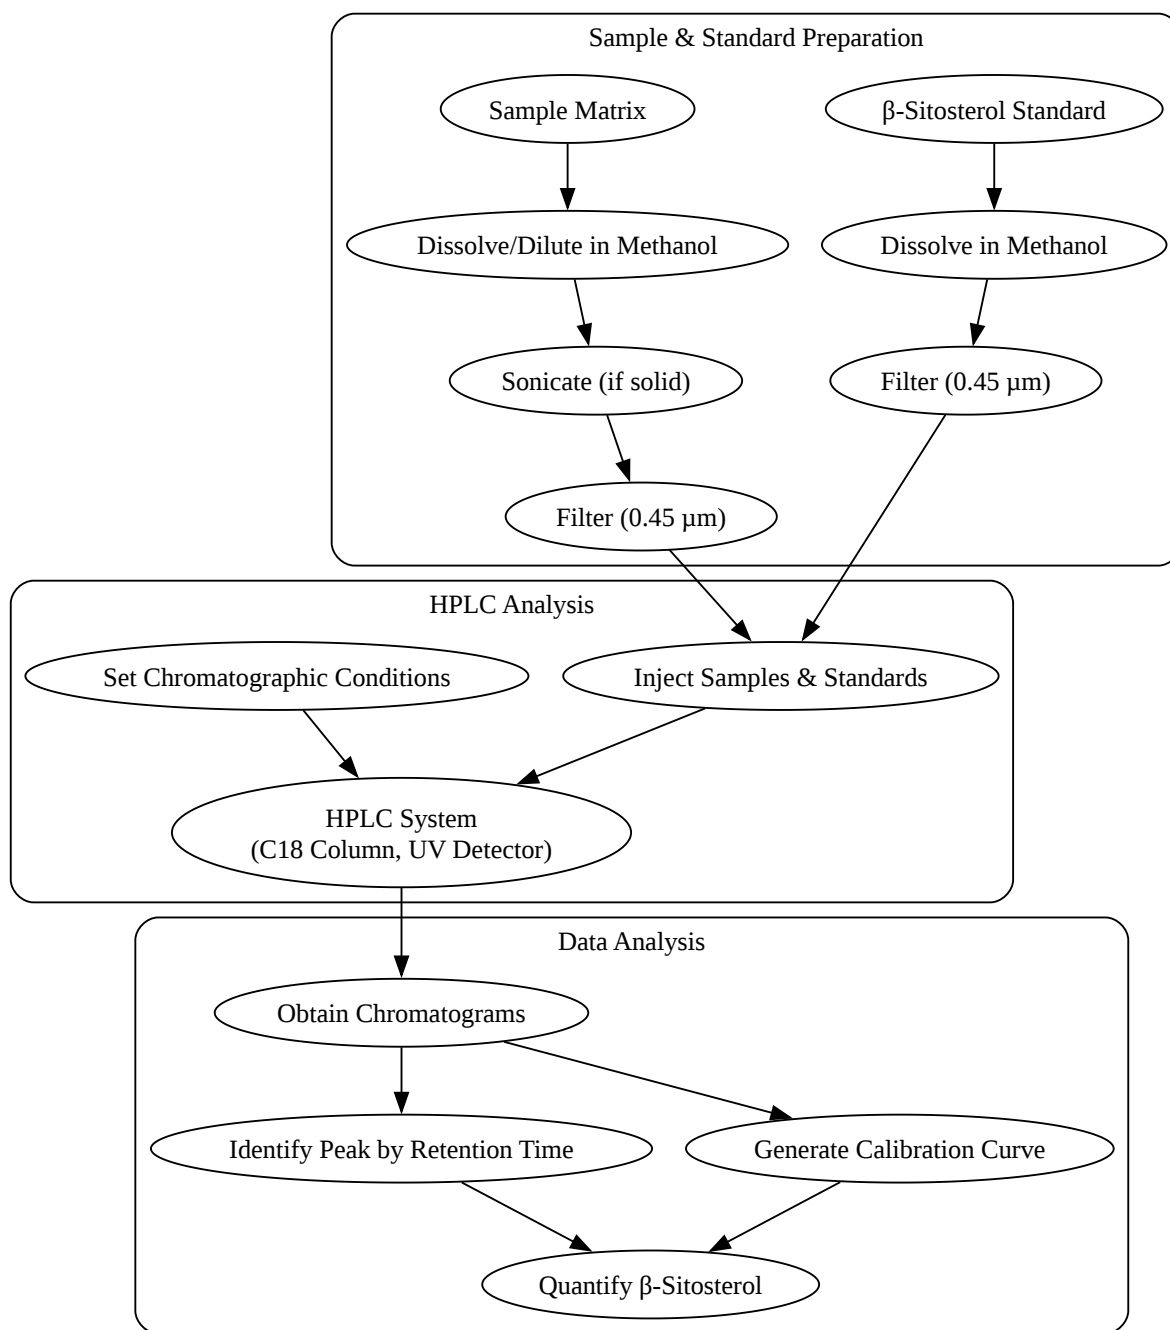 Sample & Standard Preparation
Sample Matrix
β-Sitosterol Standard
Dissolve/Dilute in Methanol
Dissolve in Methanol
Sonicate (if solid)
Filter (0.45 µm)
Filter (0.45 µm)
HPLC Analysis
Set Chromatographic Conditions
Inject Samples & Standards
HPLC System
(C18 Column, UV Detector)
Data Analysis
Obtain Chromatograms
Identify Peak by Retention Time
Generate Calibration Curve
Quantify β-Sitosterol